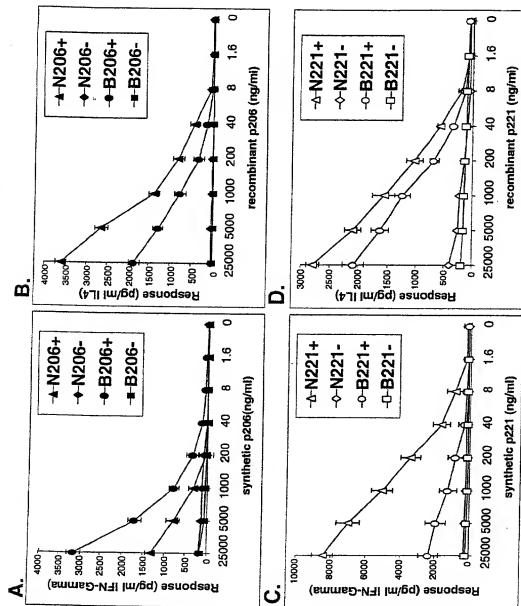 A.
Response (pg/ml IFN-Gamma)
4000
3500
3000
2500
2000
1500
1000
500
0
25000 5000 1000 200 40 8 1.6 0
synthetic p206(ng/ml)
N206+
N206-
B206+
B206-
B.
Response (pg/ml IL4)
4000
3500
3000
2500
2000
1500
1000
500
0
25000 5000 1000 200 40 8 1.6 0
recombinant p206 (ng/ml)
N206+
N206-
B206+
B206-
C.
Response (pg/ml IFN-Gamma)
10000
8000
6000
4000
2000
0
25000 5000 1000 200 40 8 1.6 0
synthetic p221 (ng/ml)
N221+
N221-
B221+
B221-
D.
Response (pg/ml IL4)
3000
2500
2000
1500
1000
500
0
25000 5000 1000 200 40 8 1.6 0
recombinant p221 (ng/ml)
N221+
N221-
B221+
B221-